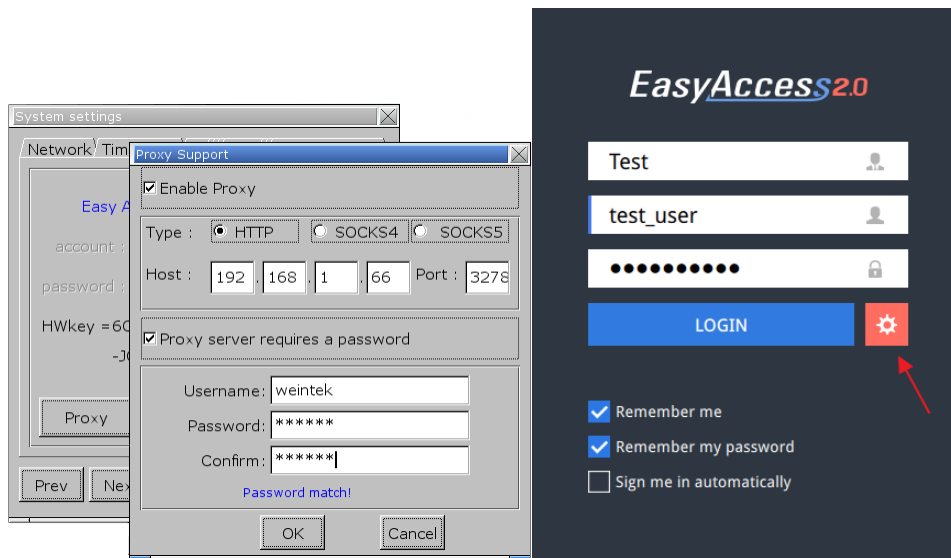 System settings
Network Tim
Easy A
account :
password :
HWkey =6
-J
Proxy
Prev Ne
Proxy Support
Enable Proxy
Type : HTTP SOCKS4 SOCKS5
Host : 192 . 168 . 1 . 66 Port : 3278
Proxy server requires a password
Username: weintek
Password: ******
Confirm: ******
Password match!
OK Cancel
EasyAccess2.0
Test
test_user
●●●●●●●●●●
LOGIN
Remember me
Remember my password
Sign me in automatically